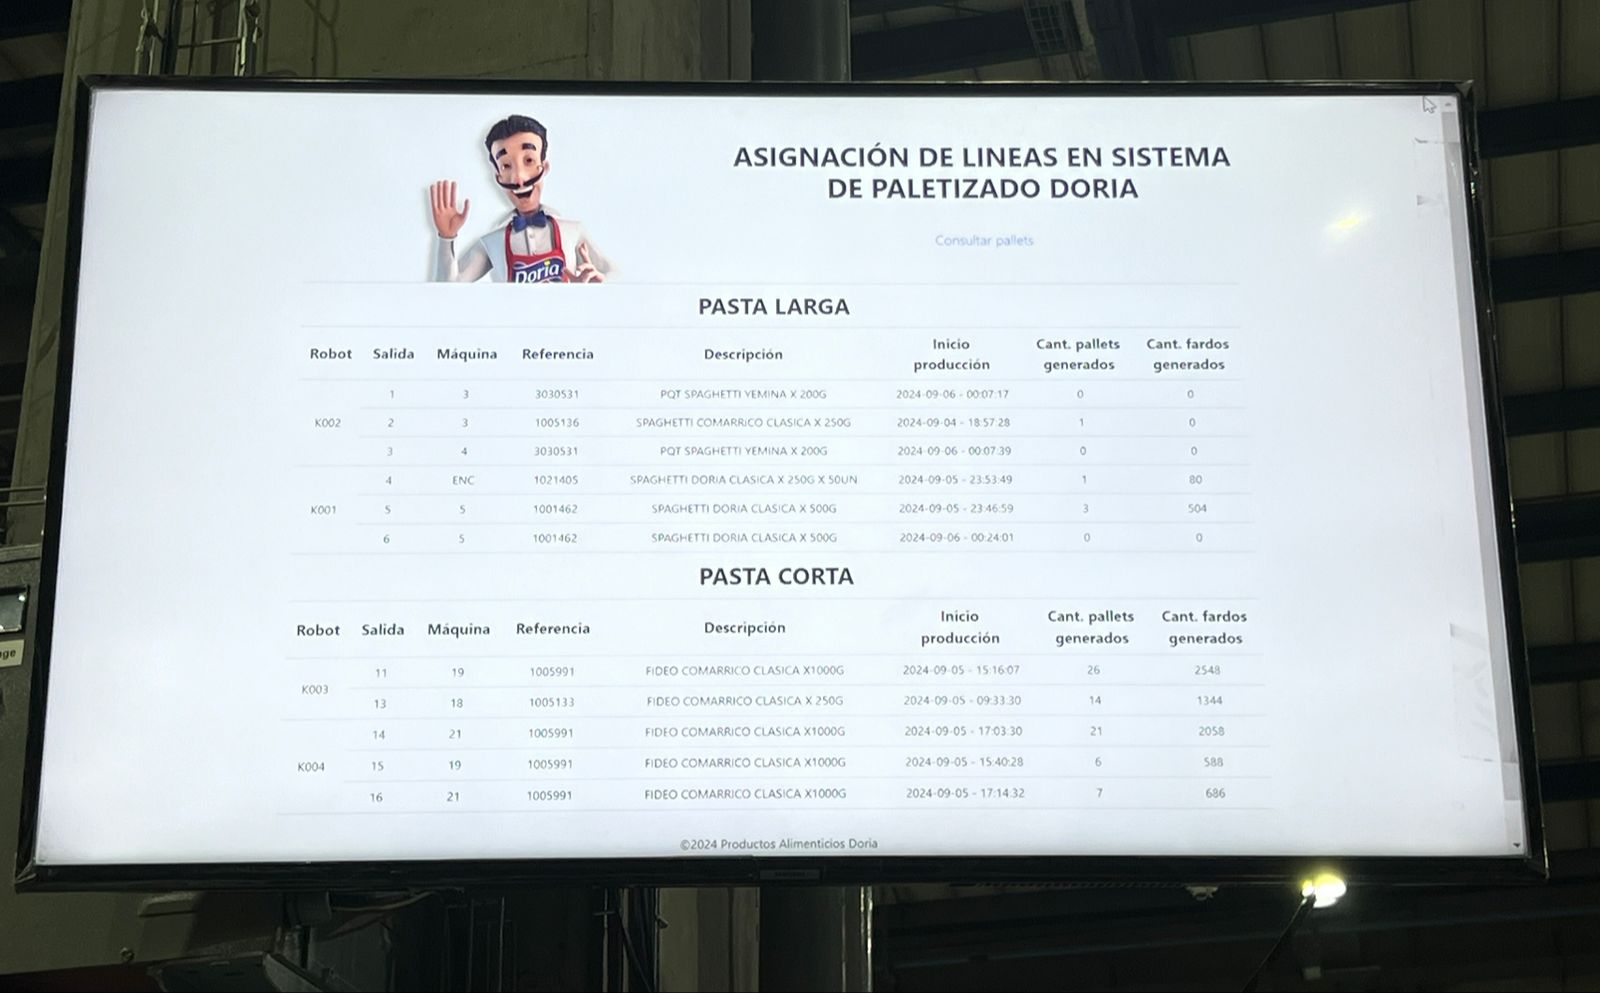 ASIGNACIÓN DE LINEAS EN SISTEMA
DE PALETIZADO DORIA
Consultar pallets
Doria
PASTA LARGA
Robot Salida Máquina Referencia Descripción Inicio producción Cant. pallets generados Cant. fardos generados
1 3 3030531 PQT SPAGHETTI YEMINA X 200G 2024-09-06 - 00:07:17 0 0
K002 2 3 1005136 SPAGHETTI COMARRICO CLASICA X 250G 2024-09-04 - 18:57:28 1 0
3 4 3030531 PQT SPAGHETTI YEMINA X 200G 2024-09-06 - 00:07:39 0 0
4 ENC 1021405 SPAGHETTI DORIA CLASICA X 250G X 50UN 2024-09-05 - 23:53:49 1 80
K001 5 5 1001462 SPAGHETTI DORIA CLASICA X 500G 2024-09-05 - 23:46:59 3 504
6 5 1001462 SPAGHETTI DORIA CLASICA X 500G 2024-09-06 - 00:24:01 0 0
PASTA CORTA
Robot Salida Máquina Referencia Descripción Inicio producción Cant. pallets generados Cant. fardos generados
K003 11 19 1005991 FIDEO COMARRICO CLASICA X1000G 2024-09-05 - 15:16:07 26 2548
13 18 1005133 FIDEO COMARRICO CLASICA X 250G 2024-09-05 - 09:33:30 14 1344
14 21 1005991 FIDEO COMARRICO CLASICA X1000G 2024-09-05 - 17:03:30 21 2058
K004 15 19 1005991 FIDEO COMARRICO CLASICA X1000G 2024-09-05 - 15:40:28 6 588
16 21 1005991 FIDEO COMARRICO CLASICA X1000G 2024-09-05 - 17:14:32 7 686
©2024 Productos Alimenticios Doria